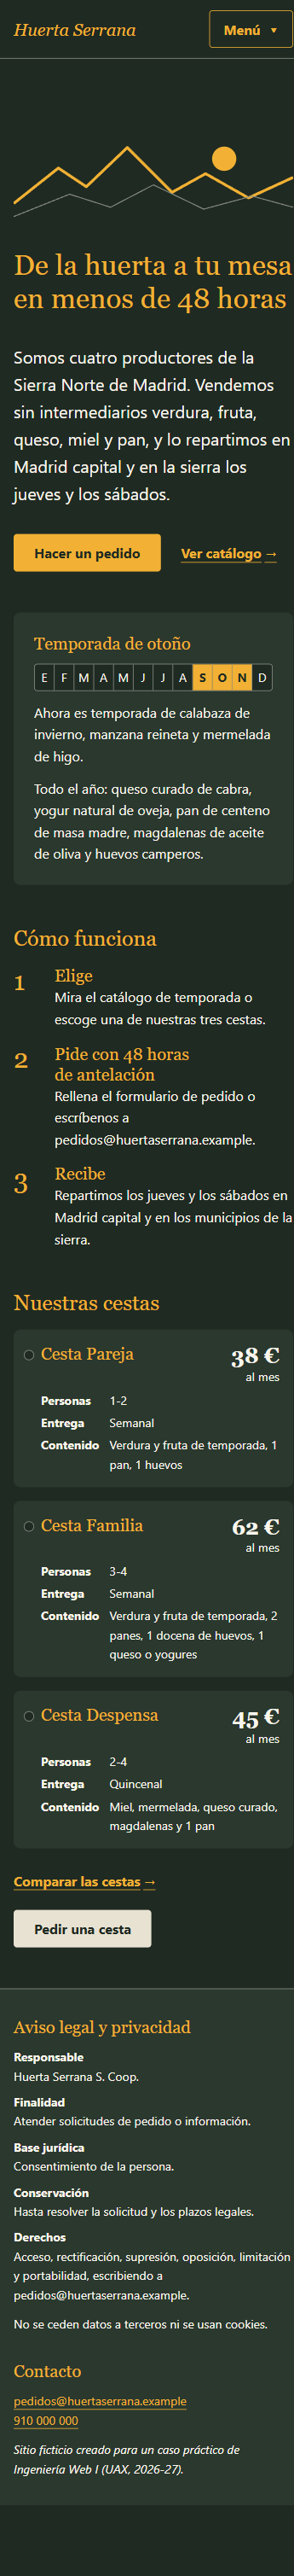 Huerta Serrana
Menú ▼
De la huerta a tu mesa
en menos de 48 horas
Somos cuatro productores de la
Sierra Norte de Madrid. Vendemos
sin intermediarios verdura, fruta,
queso, miel y pan, y lo repartimos en
Madrid capital y en la sierra los
jueves y los sábados.
Hacer un pedido
Ver catálogo →
Temporada de otoño
E F M A M J J A S O N D
Ahora es temporada de calabaza de
invierno, manzana reineta y mermelada
de higo.
Todo el año: queso curado de cabra,
yogur natural de oveja, pan de centeno
de masa madre, magdalenas de aceite
de oliva y huevos camperos.
Cómo funciona
1 Elige
Mira el catálogo de temporada o
escoge una de nuestras tres cestas.
2 Pide con 48 horas
de antelación
Rellena el formulario de pedido o
escríbenos a
pedidos@huertaserrana.example.
3 Recibe
Repartimos los jueves y los sábados en
Madrid capital y en los municipios de la
sierra.
Nuestras cestas
Cesta Pareja 38 €
al mes
Personas 1-2
Entrega Semanal
Contenido Verdura y fruta de temporada, 1
pan, 1 huevos
Cesta Familia 62 €
al mes
Personas 3-4
Entrega Semanal
Contenido Verdura y fruta de temporada, 2
panes, 1 docena de huevos, 1
queso o yogures
Cesta Despensa 45 €
al mes
Personas 2-4
Entrega Quincenal
Contenido Miel, mermelada, queso curado,
magdalenas y 1 pan
Comparar las cestas →
Pedir una cesta
Aviso legal y privacidad
Responsable
Huerta Serrana S. Coop.
Finalidad
Atender solicitudes de pedido o información.
Base jurídica
Consentimiento de la persona.
Conservación
Hasta resolver la solicitud y los plazos legales.
Derechos
Acceso, rectificación, supresión, oposición, limitación
y portabilidad, escribiendo a
pedidos@huertaserrana.example.
No se ceden datos a terceros ni se usan cookies.
Contacto
pedidos@huertaserrana.example
910 000 000
Sitio ficticio creado para un caso práctico de
Ingeniería Web I (UAX, 2026-27).